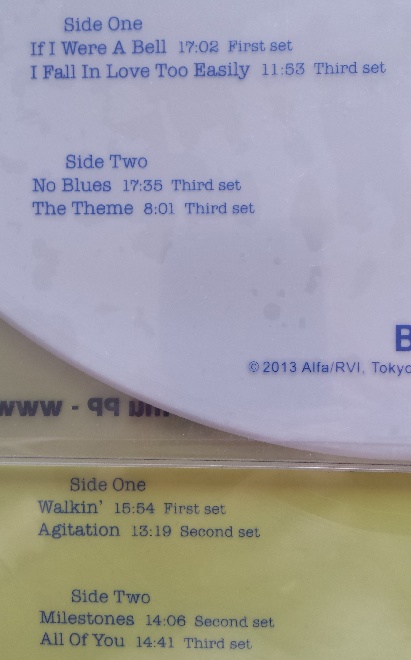 Side One
If I Were A Bell 17:02 First set
I Fall In Love Too Easily 11:53 Third set
Side Two
No Blues 17:35 Third set
The Theme 8:01 Third set
B
©2013 Alfa/RVI, Tokyo
www - PP
Side One
Walkin' 15:54 First set
Agitation 13:19 Second set
Side Two
Milestones 14:06 Second set
All Of You 14:41 Third set